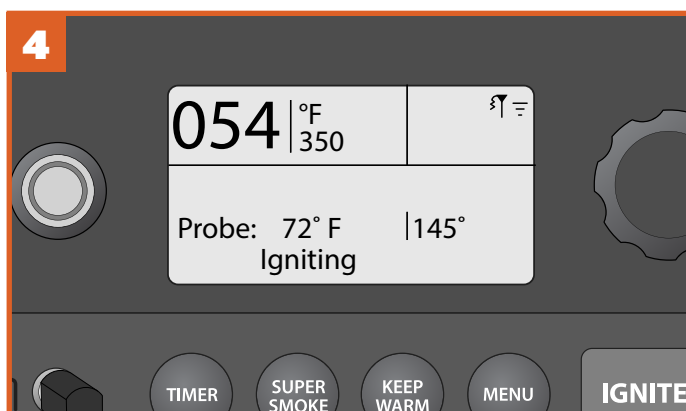 4
054 °F
350
Probe: 72° F 145°
Igniting
TIMER
SUPER
SMOKE
KEEP
WARM
MENU
IGNITE